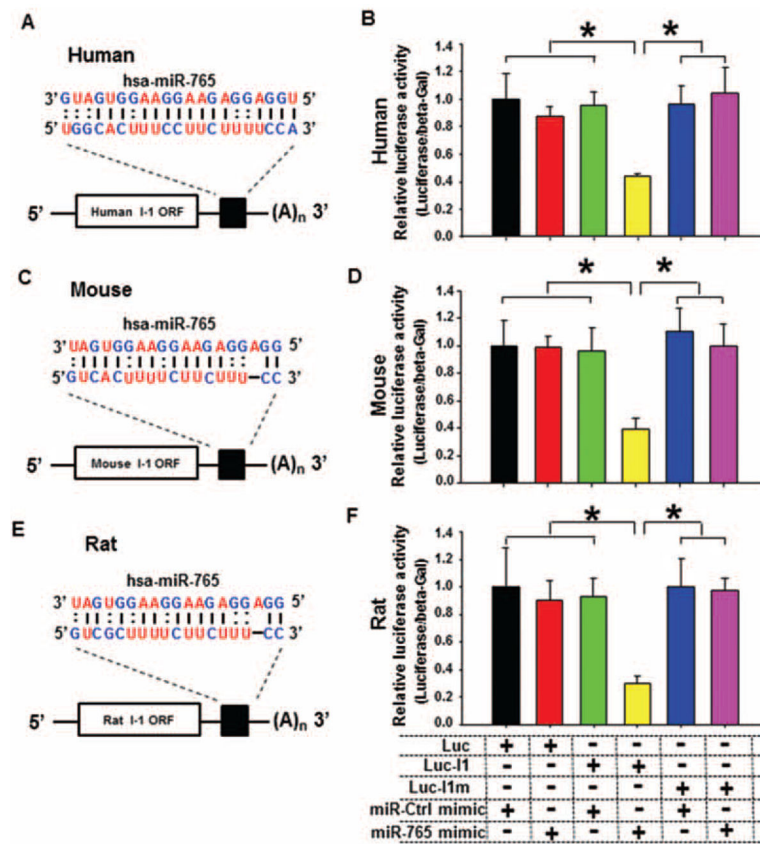 A
Human
hsa-miR-765
3'GUAGUGGAAGGAAGAGGAGGU 5'
5'UGGCACUUUCCUUCUUUUCCA 3'
5' Human I-1 ORF (A)n 3'
B
Human
Relative luciferase activity
(Luciferase/beta-Gal)
1.4
1.2
1.0
0.8
0.6
0.4
0.2
0.0
* *
C
Mouse
hsa-miR-765
3' UAGUGGAAGGAAGAGGAGG 5'
5'GUCACUUUUCUUCUUU–CC 3'
5' Mouse I-1 ORF (A)n 3'
D
Mouse
Relative luciferase activity
(Luciferase/beta-Gal)
1.4
1.2
1.0
0.8
0.6
0.4
0.2
0.0
* *
E
Rat
hsa-miR-765
3' UAGUGGAAGGAAGAGGAGG 5'
5'GUCGCUUUUCUUCUUU–CC 3'
5' Rat I-1 ORF (A)n 3'
F
Rat
Relative luciferase activity
(Luciferase/beta-Gal)
1.4
1.2
1.0
0.8
0.6
0.4
0.2
0.0
* *
Luc + + - - - -
Luc-I1 - - + + - -
Luc-I1m - - - - + +
miR-Ctrl mimic + - + - + -
miR-765 mimic - + - + - +